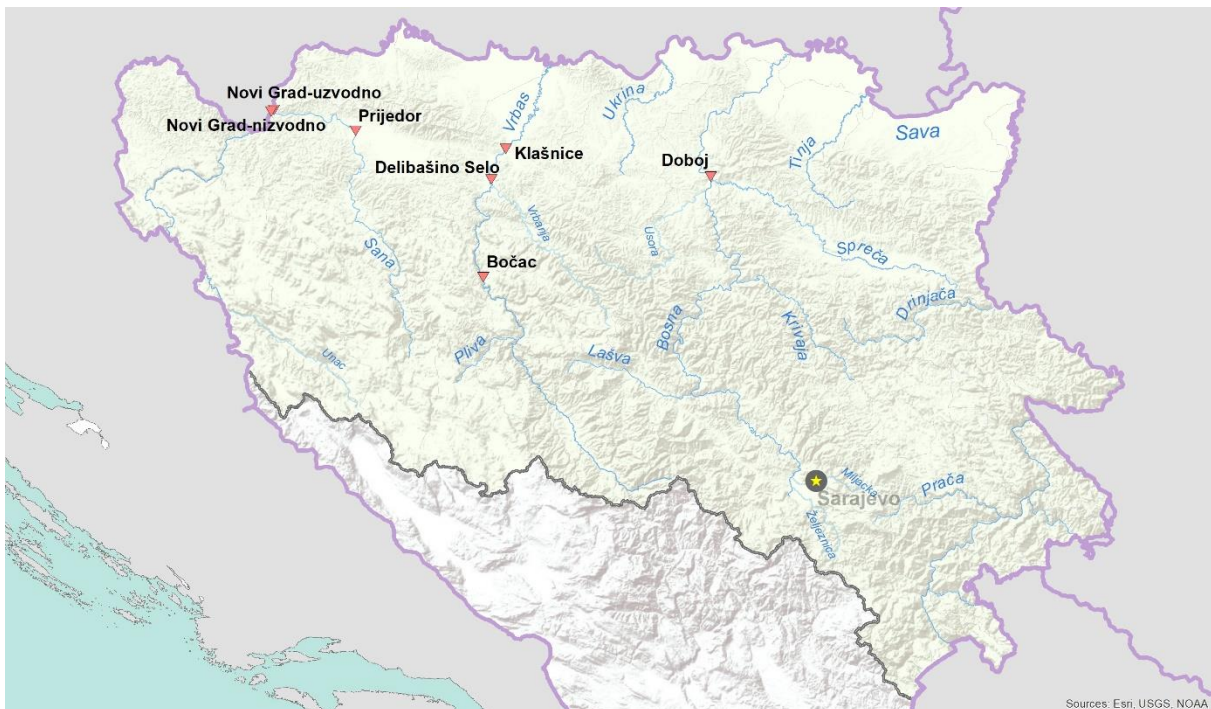 Novi Grad-uzvodno
Novi Grad-nizvodno
Prijedor
Vrbas
Ukrina
Klašnice
Delibašino Selo
Doboj
Tinja
Sava
Vrbanja
Usora
Spreča
Sana
Bočac
Drinjača
Bosna
Krivaja
Pliva
Lašva
Unac
Miljacka
Prača
Sarajevo
Željeznica
Sources: Esri, USGS, NOAA